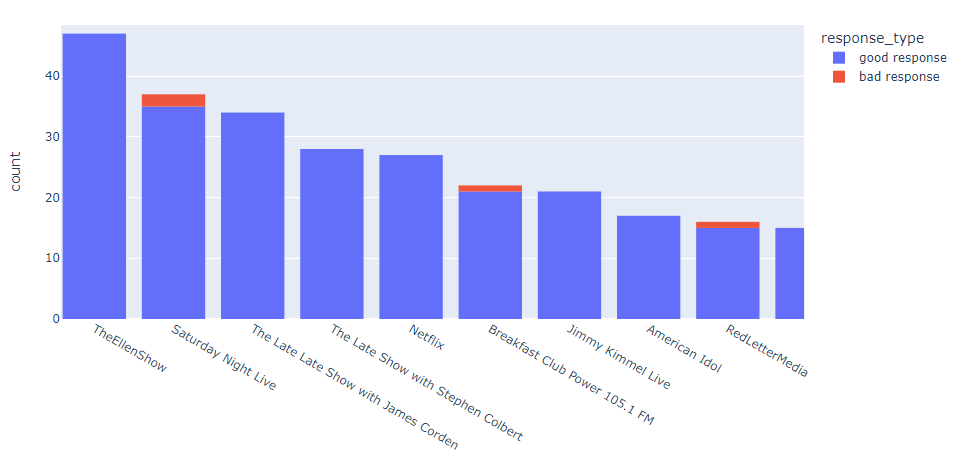 response_type
good response
bad response
count
40
30
20
10
0
TheEllenShow
Saturday Night Live
The Late Late Show with James Corden
The Late Show with Stephen Colbert
Netflix
Breakfast Club Power 105.1 FM
Jimmy Kimmel Live
American Idol
RedLetterMedia